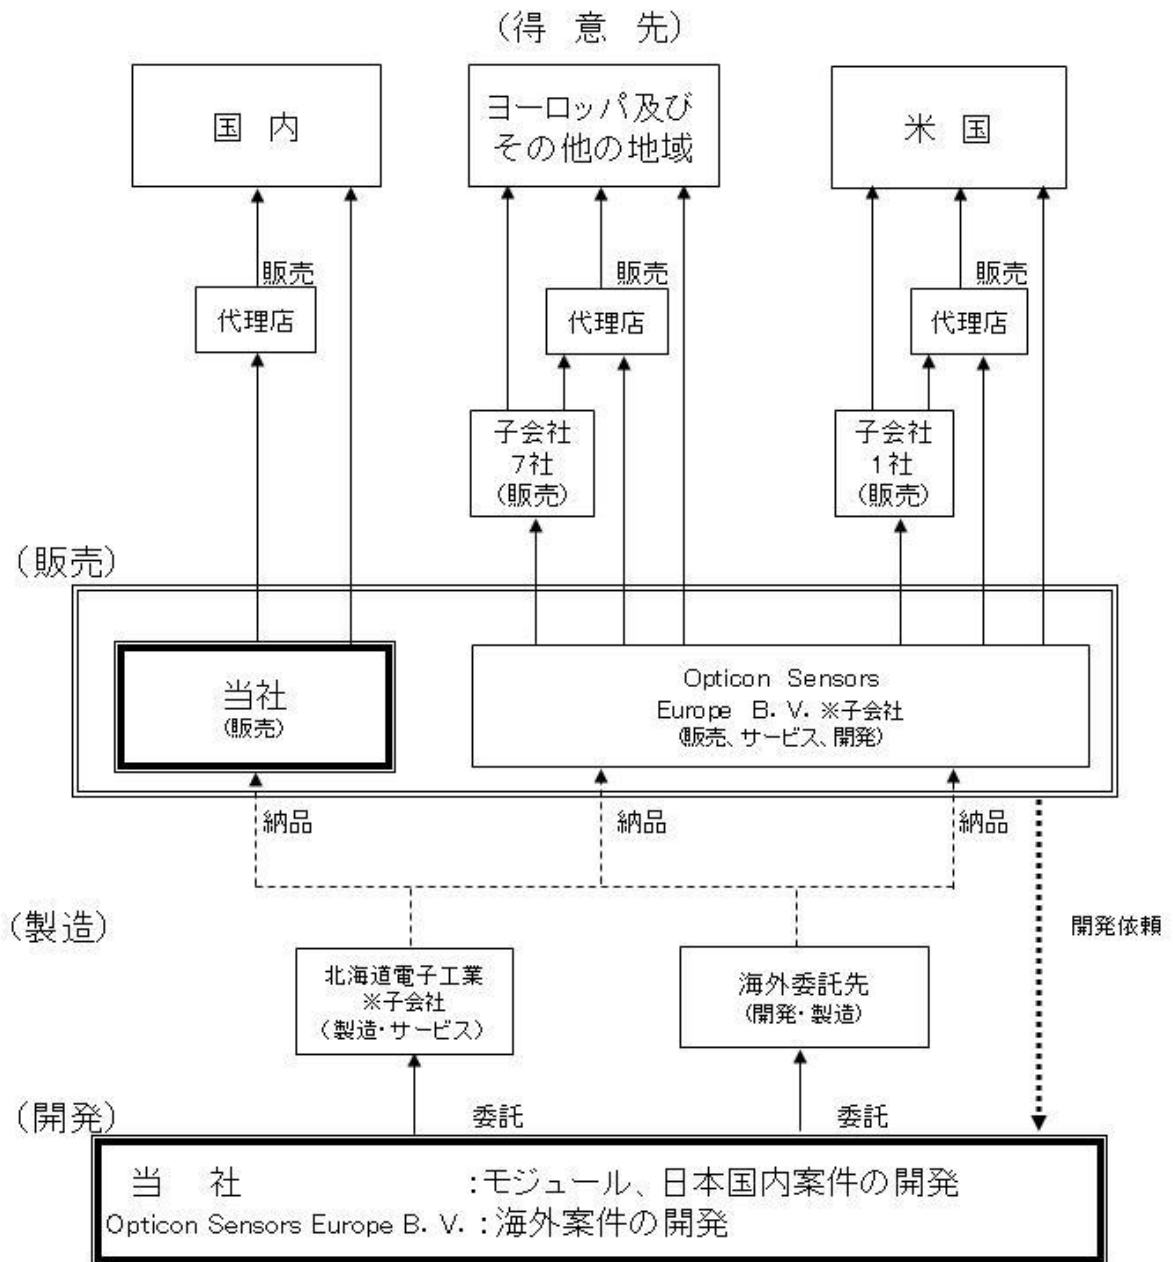 (得 意 先)
国 内
ヨーロッパ及び
その他の地域
米 国
販売
販売
販売
代理店
代理店
代理店
子会社
7社
(販売)
子会社
1社
(販売)
(販売)
当社
(販売)
Opticon Sensors
Europe B. V. ※子会社
(販売、サービス、開発)
納品
納品
納品
(製造)
開発依頼
北海道電子工業
※子会社
(製造・サービス)
海外委託先
(開発・製造)
(開発)
委託
委託
当 社 :モジュール、日本国内案件の開発
Opticon Sensors Europe B. V. :海外案件の開発